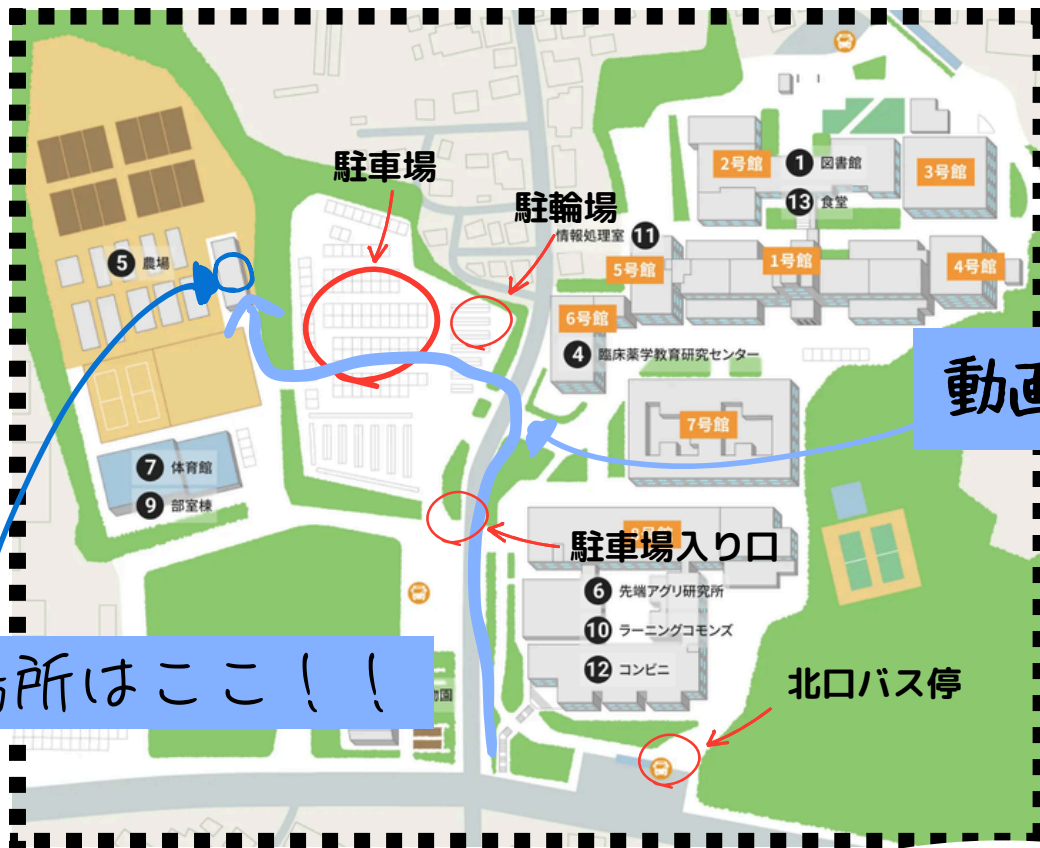 駐車場
駐輪場
2号館
1 図書館
3号館
13 食堂
情報処理室 11
5 農場
5号館
1号館
4号館
6号館
4 臨床薬学教育研究センター
動画
7号館
7 体育館
9 部室棟
駐車場入り口
6 先端アグリ研究所
10 ラーニングコモンズ
12 コンビニ
所はここ！！
北口バス停